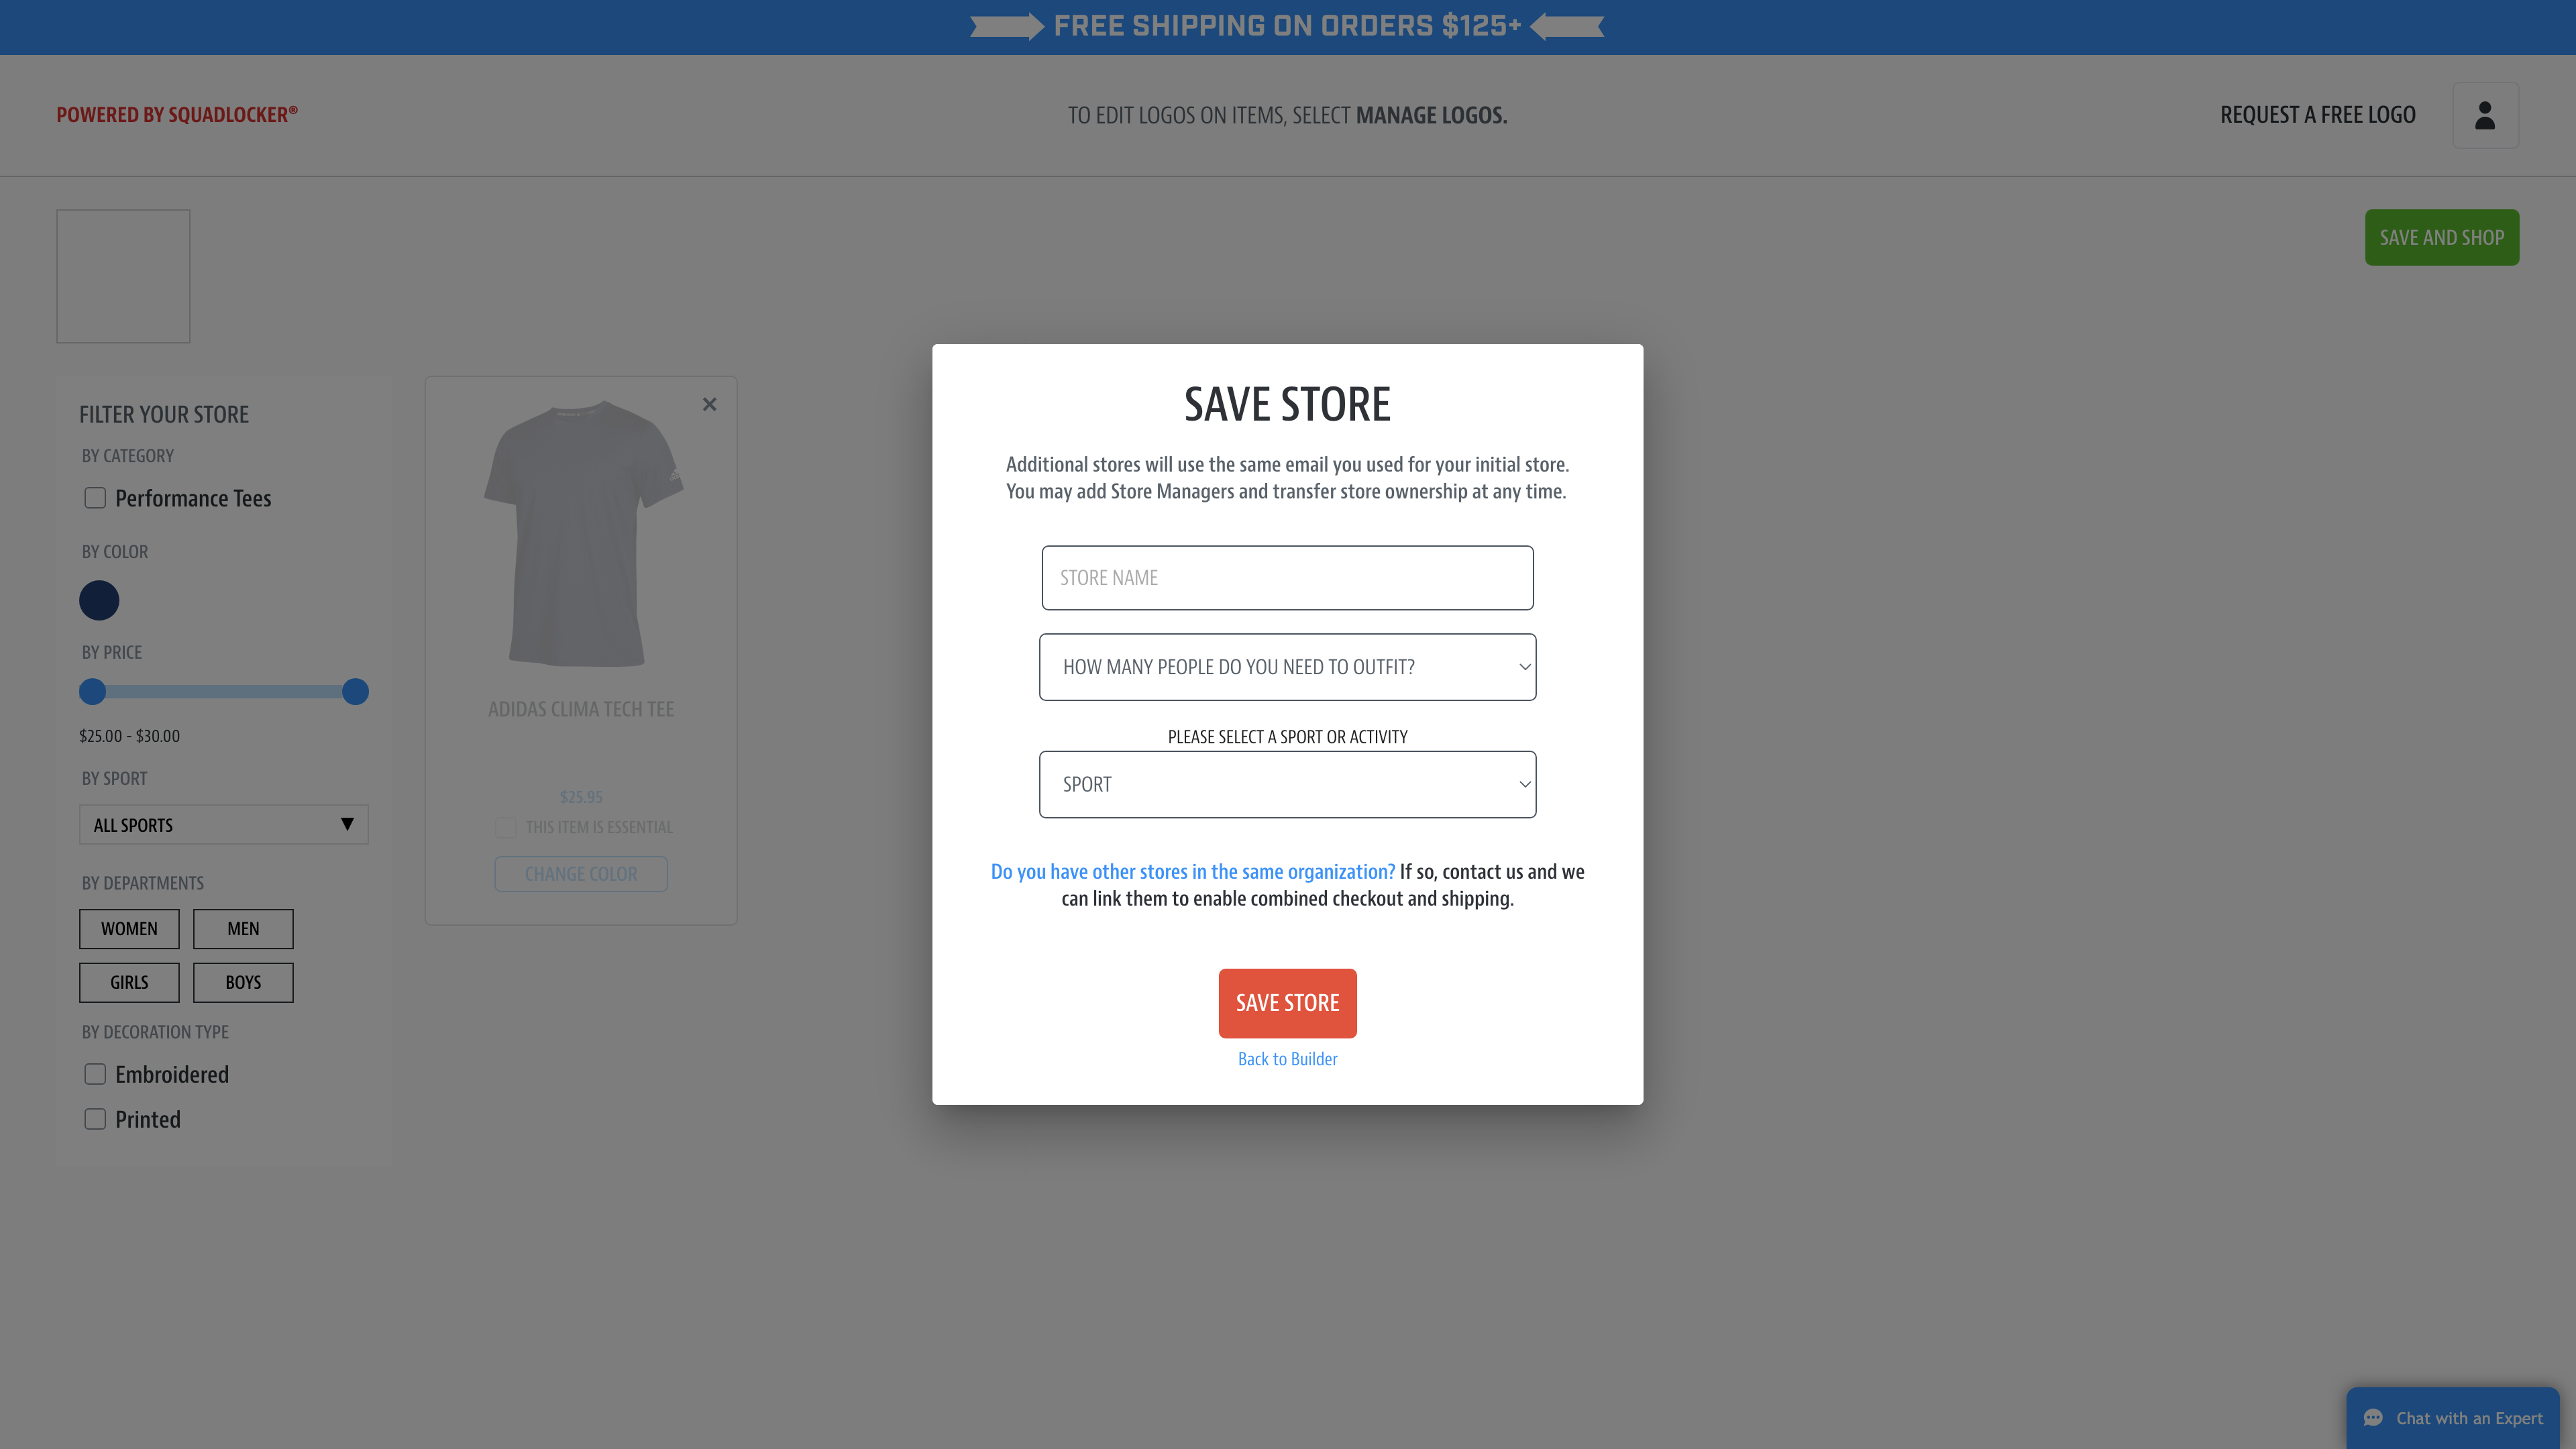 FREE SHIPPING ON ORDERS $125+
POWERED BY SQUADLOCKER®
TO EDIT LOGOS ON ITEMS, SELECT MANAGE LOGOS.
REQUEST A FREE LOGO
SAVE AND SHOP
FILTER YOUR STORE
BY CATEGORY
Performance Tees
BY COLOR
BY PRICE
$25.00 - $30.00
BY SPORT
ALL SPORTS
BY DEPARTMENTS
WOMEN
MEN
GIRLS
BOYS
BY DECORATION TYPE
Embroidered
Printed
ADIDAS CLIMA TECH TEE
$25.95
THIS ITEM IS ESSENTIAL
CHANGE COLOR
SAVE STORE
Additional stores will use the same email you used for your initial store.
You may add Store Managers and transfer store ownership at any time.
STORE NAME
HOW MANY PEOPLE DO YOU NEED TO OUTFIT?
PLEASE SELECT A SPORT OR ACTIVITY
SPORT
Do you have other stores in the same organization? If so, contact us and we
can link them to enable combined checkout and shipping.
SAVE STORE
Back to Builder
Chat with an Expert